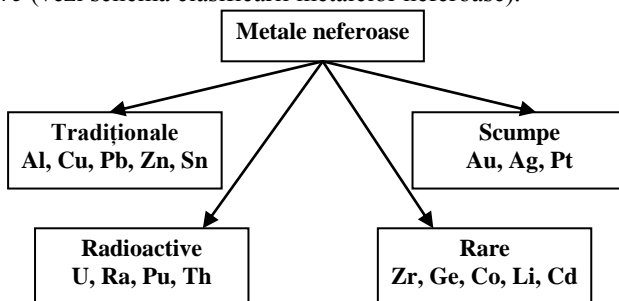 (vezi schema clasificării metalelor neferoase).
Metale neferoase
Tradiționale
Al, Cu, Pb, Zn, Sn
Scumpe
Au, Ag, Pt
Radioactive
U, Ra, Pu, Th
Rare
Zr, Ge, Co, Li, Cd